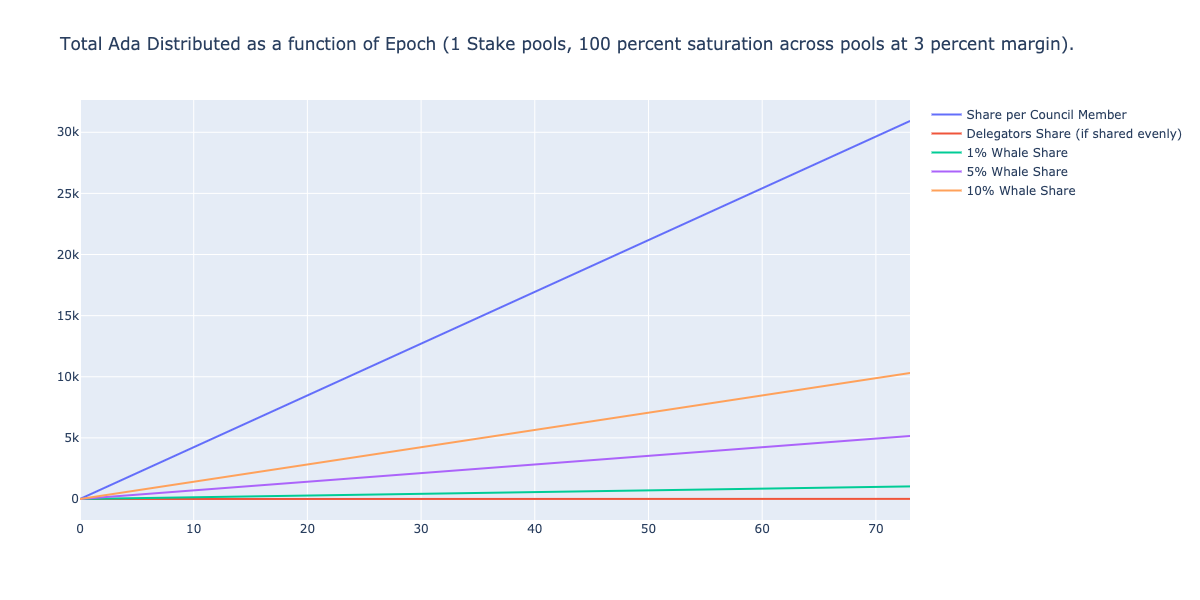 Total Ada Distributed as a function of Epoch (1 Stake pools, 100 percent saturation across pools at 3 percent margin).
Share per Council Member
Delegators Share (if shared evenly)
1% Whale Share
5% Whale Share
10% Whale Share
30k
25k
20k
15k
10k
5k
0
0 10 20 30 40 50 60 70